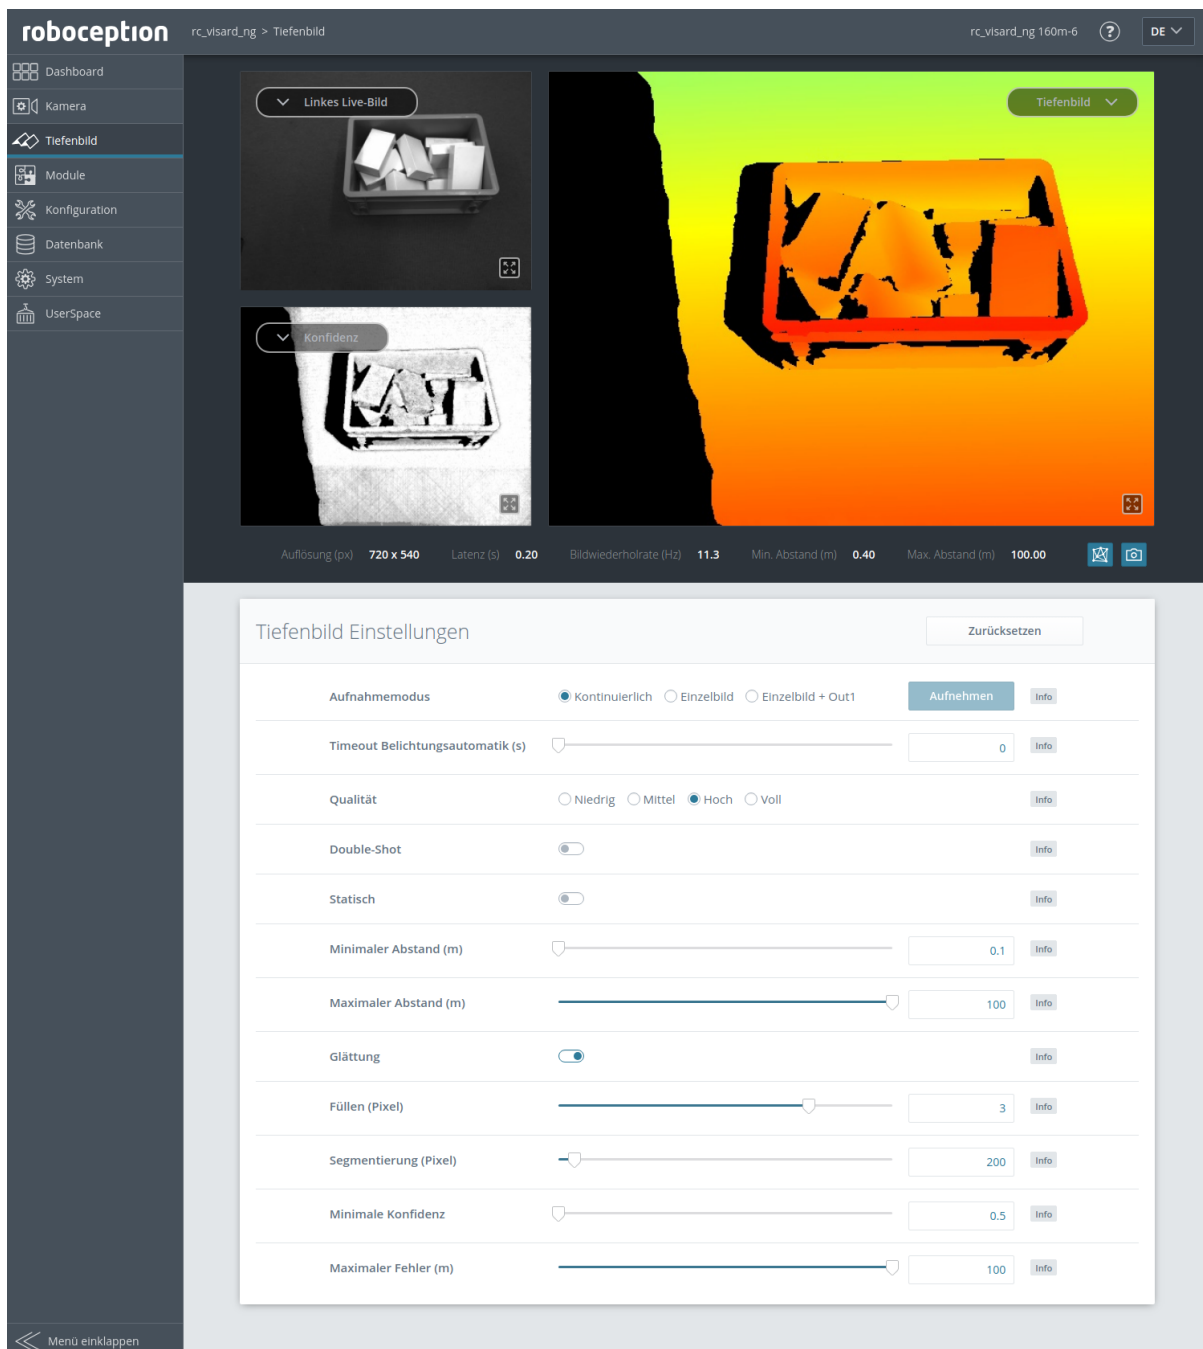 roboception
rc_visard_ng > Tiefenbild
rc_visard_ng 160m-6 ? DE
Dashboard
Kamera
Tiefenbild
Module
Konfiguration
Datenbank
System
UserSpace
Menü einklappen
Linkes Live-Bild
Tiefenbild
Konfidenz
Auflösung (px) 720 x 540 Latenz (s) 0.20 Bildwiederholrate (Hz) 11.3 Min. Abstand (m) 0.40 Max. Abstand (m) 100.00
Tiefenbild Einstellungen Zurücksetzen
Aufnahmemodus Kontinuierlich Einzelbild Einzelbild + Out1 Aufnehmen Info
Timeout Belichtungsautomatik (s) 0 Info
Qualität Niedrig Mittel Hoch Voll Info
Double-Shot Info
Statisch Info
Minimaler Abstand (m) 0.1 Info
Maximaler Abstand (m) 100 Info
Glättung Info
Füllen (Pixel) 3 Info
Segmentierung (Pixel) 200 Info
Minimale Konfidenz 0.5 Info
Maximaler Fehler (m) 100 Info